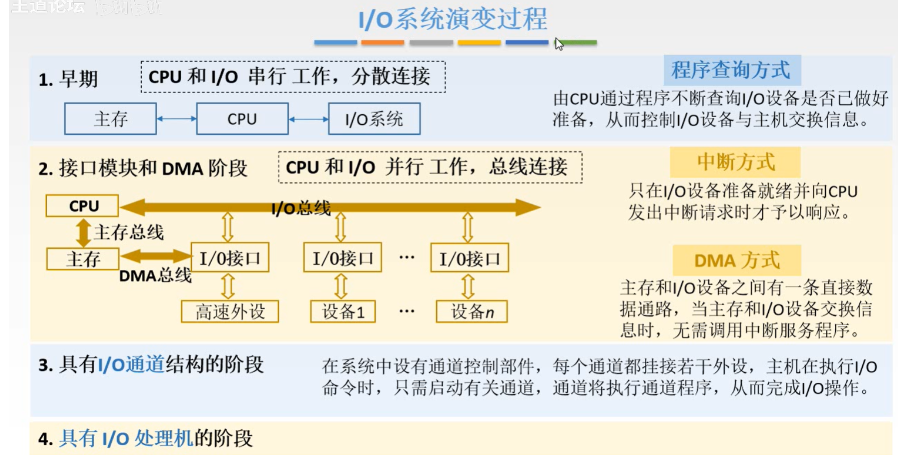 王道论坛
I/O系统演变过程
1. 早期
CPU 和 I/O 串行 工作，分散连接
主存
CPU
I/O系统
程序查询方式
由CPU通过程序不断查询I/O设备是否已做好
准备，从而控制I/O设备与主机交换信息。
2. 接口模块和 DMA 阶段
CPU 和 I/O 并行 工作，总线连接
CPU
I/O总线
主存总线
主存
DMA总线
I/O接口
I/O接口
···
I/O接口
高速外设
设备1
···
设备n
中断方式
只在I/O设备准备就绪并向CPU
发出中断请求时才予以响应。
DMA 方式
主存和I/O设备之间有一条直接数
据通路，当主存和I/O设备交换信
息时，无需调用中断服务程序。
3. 具有I/O通道结构的阶段
在系统中设有通道控制部件，每个通道都挂接若干外设，主机在执行I/O
命令时，只需启动有关通道，通道将执行通道程序，从而完成I/O操作。
4. 具有 I/O 处理机的阶段